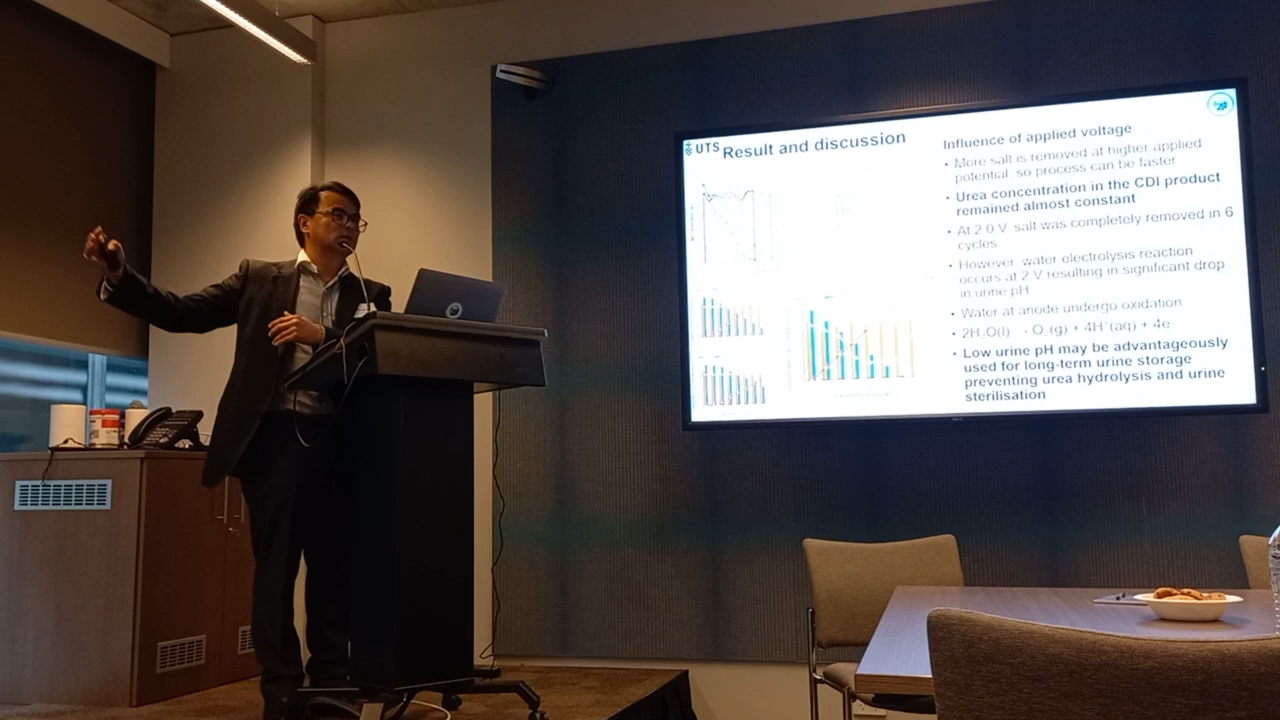 UTS Result and discussion
Influence of applied voltage
• More salt is removed at higher applied
potential, so process can be faster
• Urea concentration in the CDI product
remained almost constant
• At 2.0 V salt was completely removed in 6
cycles
• However, water electrolysis reaction
occurs at 2 V resulting in significant drop
in urine pH
• Water at anode undergo oxidation
• 2H2O(l) → O2(g) + 4H+(aq) + 4e
• Low urine pH may be advantageously
used for long-term urine storage
preventing urea hydrolysis and urine
sterilisation